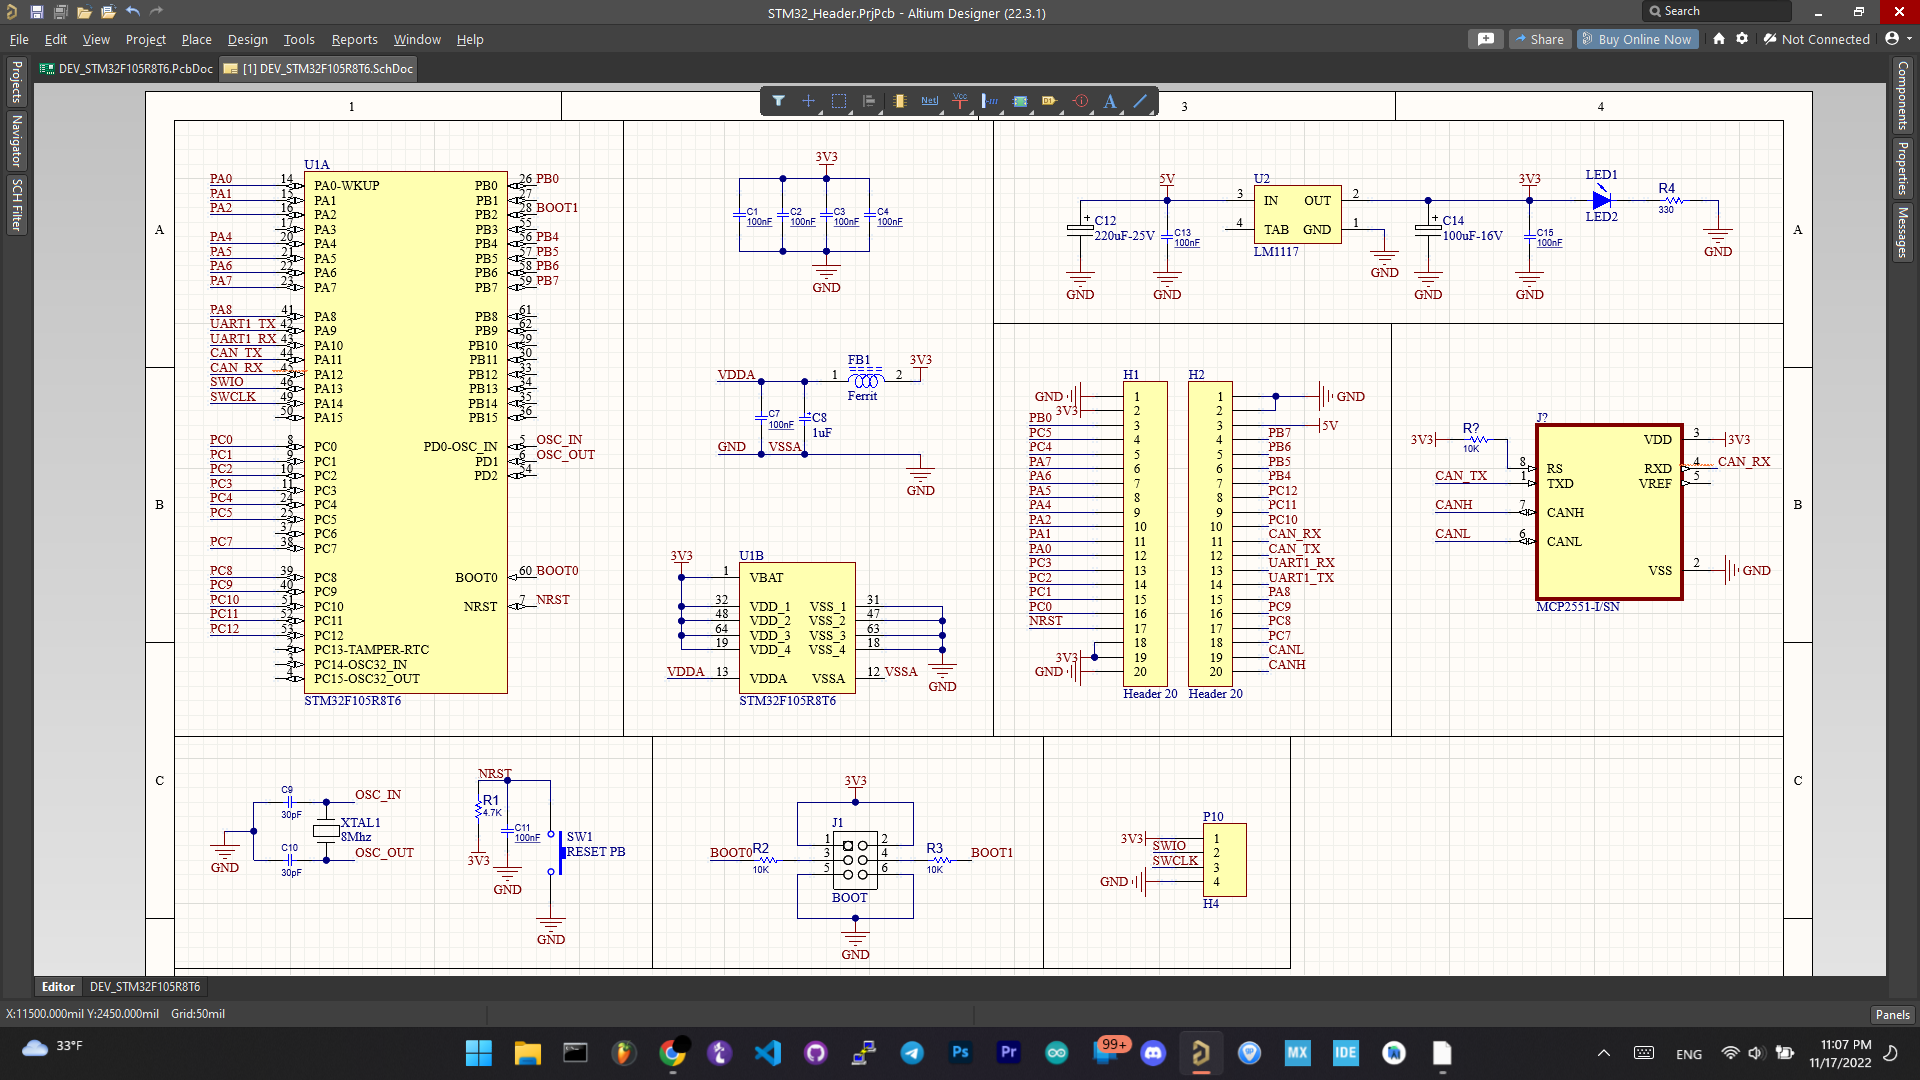 STM32_Header.PrjPcb - Altium Designer (22.3.1)
Search
File Edit View Project Place Design Tools Reports Window Help
Share
Buy Online Now
Not Connected
DEV_STM32F105R8T6.PcbDoc
[1] DEV_STM32F105R8T6.SchDoc
Projects
Navigator
SCH Filter
Components
Properties
Messages
1 3 4
A
B
C
A
B
C
U1A
PA0 14 PA0-WKUP
PA1 15 PA1
PA2 16 PA2
PA3
PA4 20 PA4
PA5 21 PA5
PA6 22 PA6
PA7 23 PA7
PA8 41 PA8
UART1_TX 42 PA9
UART1_RX 43 PA10
CAN_TX 44 PA11
CAN_RX 45 PA12
SWIO 46 PA13
SWCLK 49 PA14
50 PA15
PC0 8 PC0
PC1 9 PC1
PC2 10 PC2
PC3 11 PC3
PC4 24 PC4
PC5 25 PC5
37 PC6
PC7 38 PC7
PC8 39 PC8
PC9 40 PC9
PC10 51 PC10
PC11 52 PC11
PC12 53 PC12
2 PC13-TAMPER-RTC
3 PC14-OSC32_IN
4 PC15-OSC32_OUT
STM32F105R8T6
PB0 26 PB0
PB1 27
PB2 28 BOOT1
PB3 55
PB4 56 PB4
PB5 57 PB5
PB6 58 PB6
PB7 59 PB7
PB8 61
PB9 62
PB10 29
PB11 30
PB12 33
PB13 34
PB14 35
PB15 36
PD0-OSC_IN 5 OSC_IN
PD1 6 OSC_OUT
PD2 54
BOOT0 60 BOOT0
NRST 7 NRST
3V3
C1 100nF
C2 100nF
C3 100nF
C4 100nF
GND
VDDA
FB1
1 2
Ferrit
3V3
C7 100nF
C8 1uF
GND VSSA
GND
3V3
U1B
1 VBAT
32 VDD_1 VSS_1 31
48 VDD_2 VSS_2 47
64 VDD_3 VSS_3 63
19 VDD_4 VSS_4 18
VDDA 13 VDDA VSSA 12 VSSA
GND
STM32F105R8T6
5V
C12 220uF-25V
C13 100nF
GND
GND
U2
3 IN OUT 2
4 TAB GND 1
LM1117
GND
C14 100uF-16V
GND
3V3
C15 100nF
GND
LED1
LED2
R4
330
GND
H1
GND 1
3V3 2
PB0 3
PC5 4
PC4 5
PA7 6
PA6 7
PA5 8
PA4 9
PA2 10
PA1 11
PA0 12
PC3 13
PC2 14
PC1 15
PC0 16
NRST 17
18
3V3 19
GND 20
Header 20
H2
1 GND
2
3 5V
4 PB7
5 PB6
6 PB5
7 PB4
8 PC12
9 PC11
10 PC10
11 CAN_RX
12 CAN_TX
13 UART1_RX
14 UART1_TX
15 PA8
16 PC9
17 PC8
18 PC7
19 CANL
20 CANH
Header 20
J?
R?
3V3
10K
8 RS
CAN_TX 1 TXD
CANH 7 CANH
CANL 6 CANL
VDD 3 3V3
RXD 4 CAN_RX
VREF 5
VSS 2 GND
MCP2551-I/SN
C9
30pF
OSC_IN
XTAL1
8Mhz
GND
C10
30pF
OSC_OUT
NRST
R1
4.7K
3V3
C11
100nF
GND
SW1
RESET PB
GND
3V3
J1
1 2
3 4
5 6
BOOT0 R2
10K
R3 BOOT1
10K
BOOT
GND
P10
3V3 1
SWIO 2
SWCLK 3
GND 4
H4
Editor DEV_STM32F105R8T6
X:11500.000mil Y:2450.000mil Grid:50mil
Panels
33°F
99+
Ps
Pr
MX
IDE
ENG
11:07 PM
11/17/2022